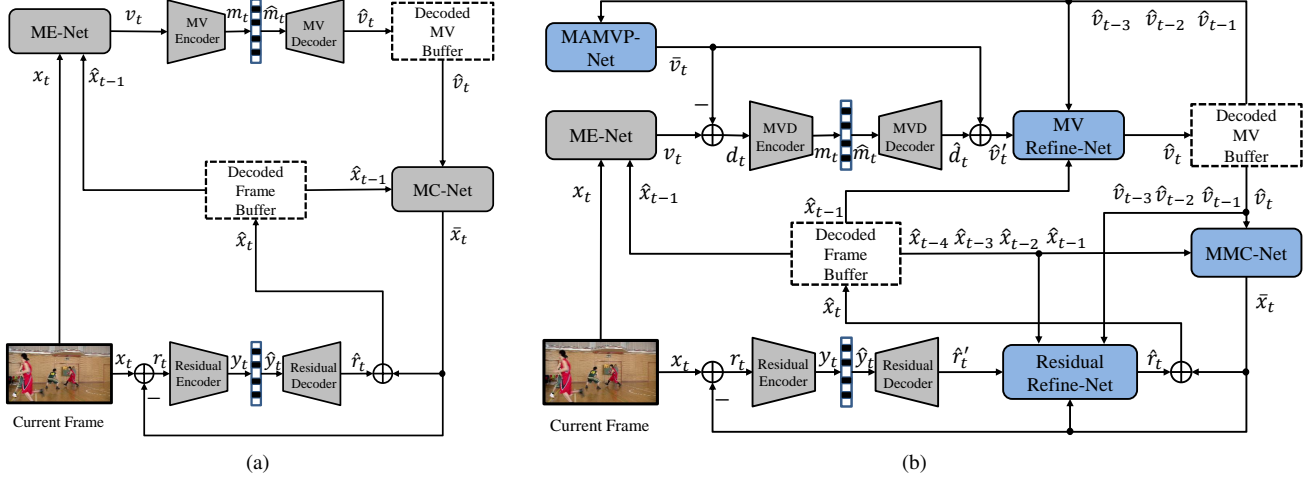 ME-Net
v_t
MV
Encoder
m_t
m̂_t
MV
Decoder
v̂_t
Decoded
MV
Buffer
x_t
x̂_{t-1}
v̂_t
Decoded
Frame
Buffer
x̂_{t-1}
MC-Net
x̂_t
x̄_t
x_t
r_t
−
Residual
Encoder
y_t
ŷ_t
Residual
Decoder
r̂_t
Current Frame
(a)
MAMVP-
Net
v̄_t
v̂_{t-3} v̂_{t-2} v̂_{t-1}
−
ME-Net
v_t
d_t
MVD
Encoder
m_t
m̂_t
MVD
Decoder
d̂_t
v̂′_t
MV
Refine-Net
v̂_t
Decoded
MV
Buffer
x_t
x̂_{t-1}
x̂_{t-1}
v̂_{t-3} v̂_{t-2} v̂_{t-1}
v̂_t
Decoded
Frame
Buffer
x̂_{t-4} x̂_{t-3} x̂_{t-2} x̂_{t-1}
MMC-Net
x̂_t
x̄_t
x_t
r_t
−
Residual
Encoder
y_t
ŷ_t
Residual
Decoder
r̂′_t
Residual
Refine-Net
r̂_t
Current Frame
(b)